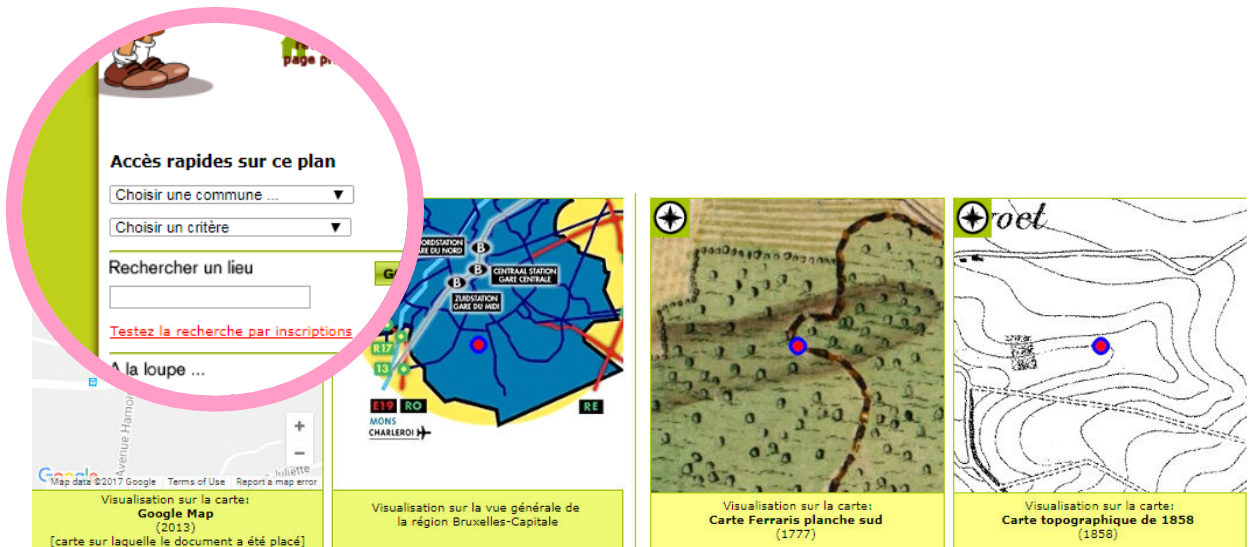 page
Accès rapides sur ce plan
Choisir une commune ...
Choisir un critère
Rechercher un lieu
Testez la recherche par inscriptions
A la loupe ...
Avenue
Google
Map data ©2017 Google
Terms of Use
Report a map error
Juliette
Visualisation sur la carte:
Google Map
(2013)
[carte sur laquelle le document a été placé]
GARE DU NORD
B
B
CENTRAAL STATION
GARE CENTRALE
B
ZUIDSTATION
GARE DU MIDI
R17
13
E19
RO
RE
MONS
CHARLEROI
Visualisation sur la vue générale de
la région Bruxelles-Capitale
Visualisation sur la carte:
Carte Ferraris planche sud
(1777)
roet
Visualisation sur la carte:
Carte topographique de 1858
(1858)